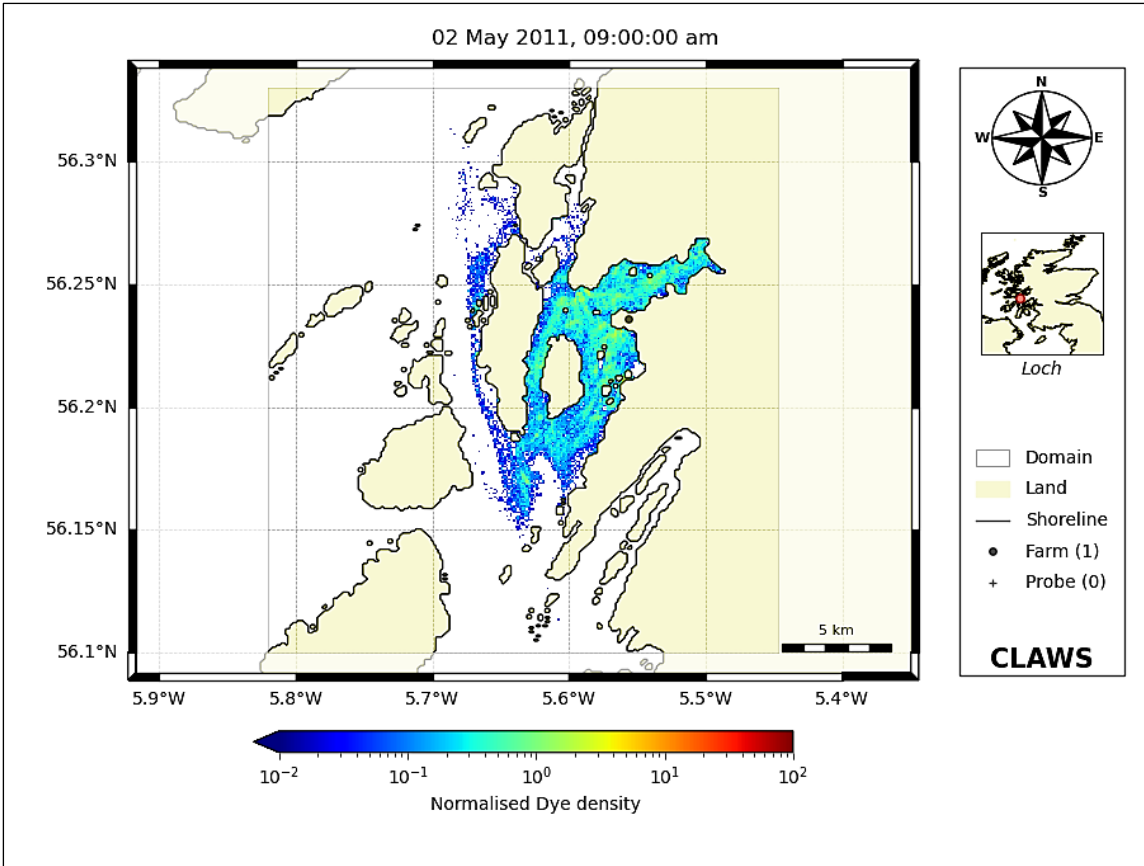 02 May 2011, 09:00:00 am
56.3°N
56.25°N
56.2°N
56.15°N
56.1°N
5.9°W
5.8°W
5.7°W
5.6°W
5.5°W
5.4°W
5 km
10⁻²
10⁻¹
10⁰
10¹
10²
Normalised Dye density
N
W
E
S
Loch
Domain
Land
Shoreline
Farm (1)
Probe (0)
CLAWS